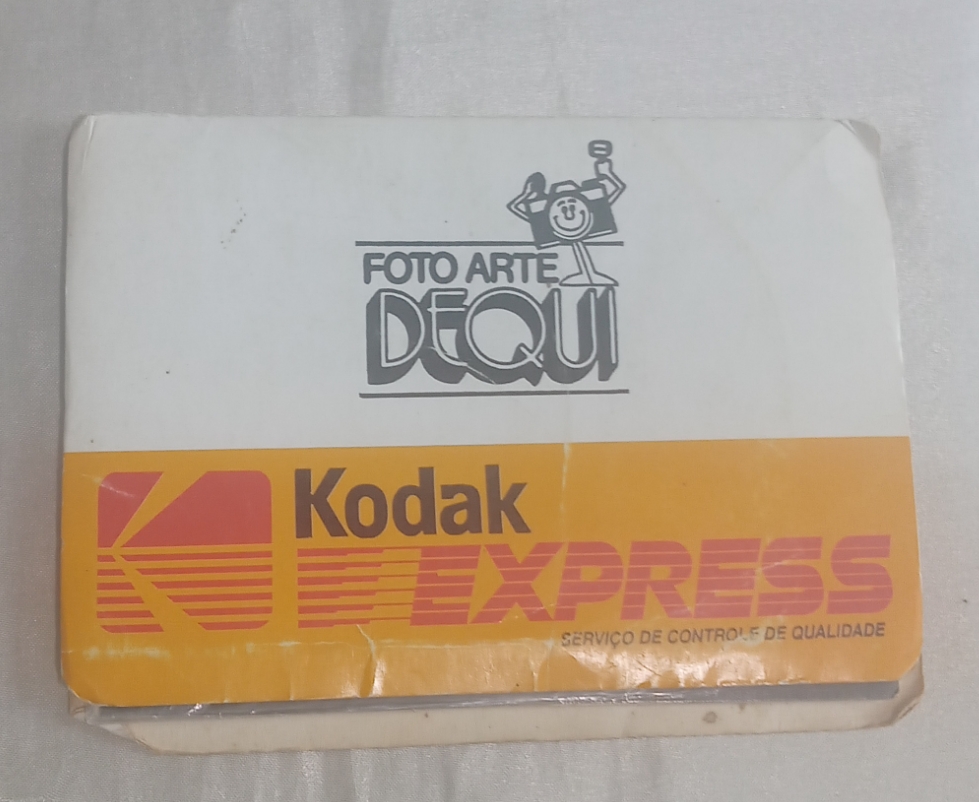 FOTO ARTE
DEQUI
Kodak
EXPRESS
SERVIÇO DE CONTROLE DE QUALIDADE